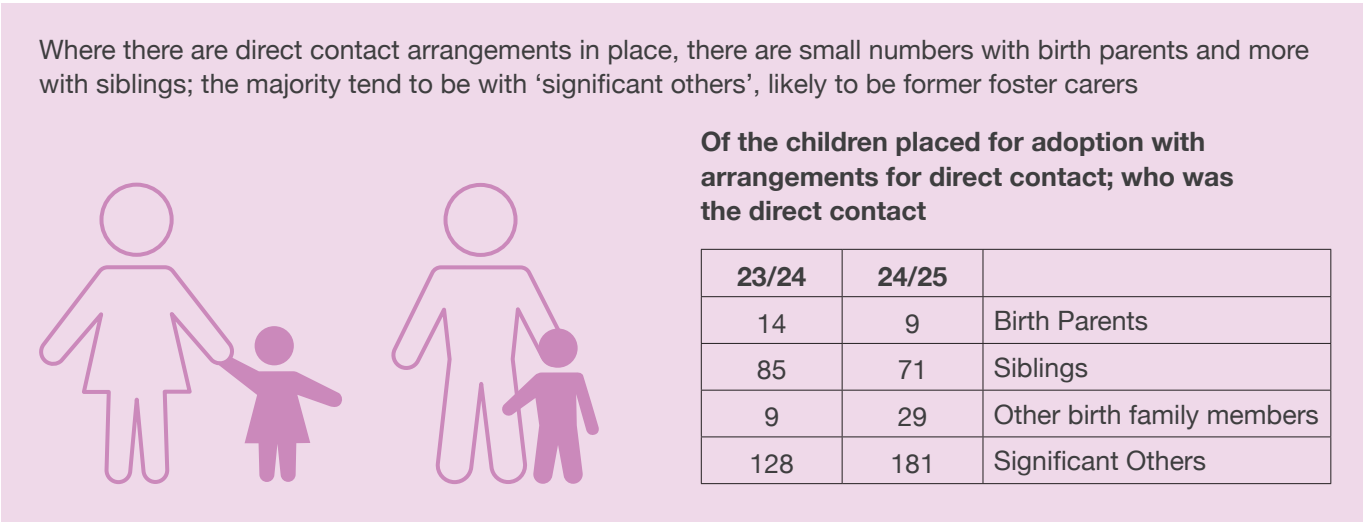 Where there are direct contact arrangements in place, there are small numbers with birth parents and more
with siblings; the majority tend to be with ‘significant others’, likely to be former foster carers
Of the children placed for adoption with
arrangements for direct contact; who was
the direct contact
23/24 24/25
14 9 Birth Parents
85 71 Siblings
9 29 Other birth family members
128 181 Significant Others